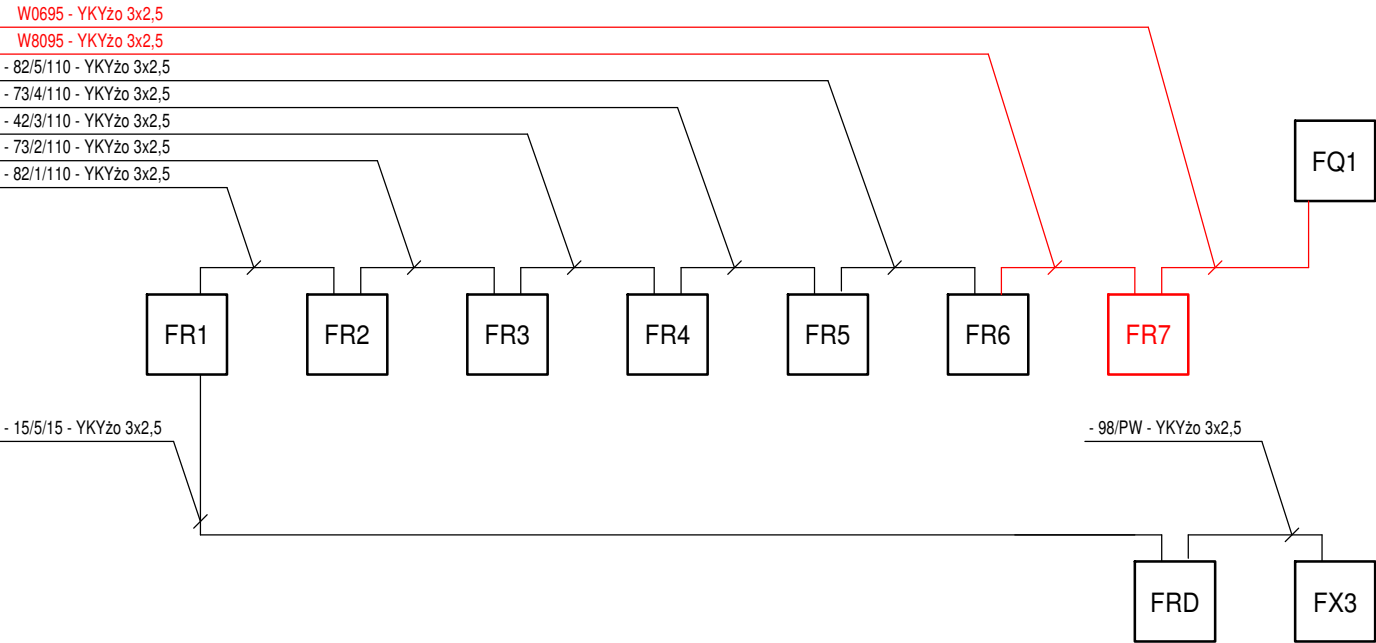 W0695 - YKYżo 3x2,5
W8095 - YKYżo 3x2,5
- 82/5/110 - YKYżo 3x2,5
- 73/4/110 - YKYżo 3x2,5
- 42/3/110 - YKYżo 3x2,5
- 73/2/110 - YKYżo 3x2,5
- 82/1/110 - YKYżo 3x2,5
FQ1
FR1
FR2
FR3
FR4
FR5
FR6
FR7
- 15/5/15 - YKYżo 3x2,5
- 98/PW - YKYżo 3x2,5
FRD
FX3